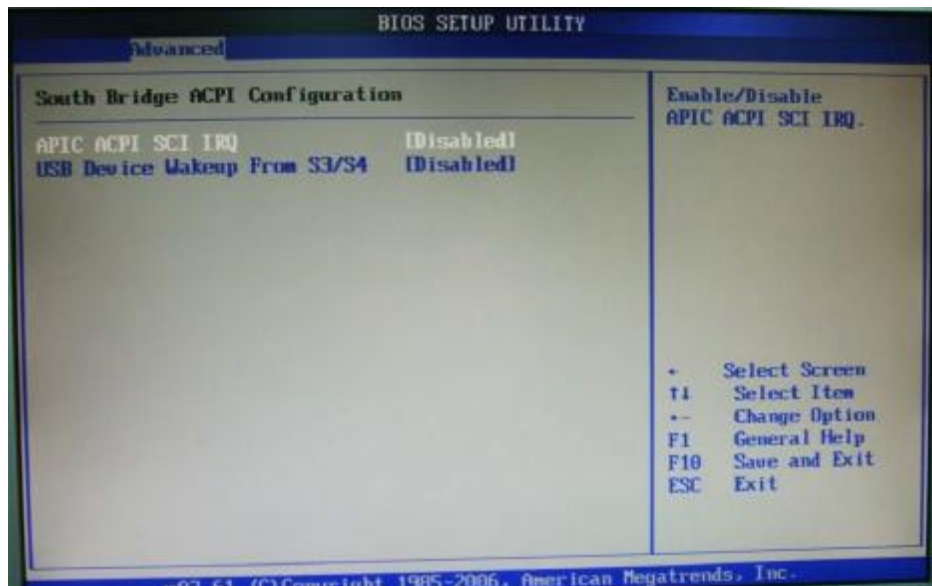 BIOS SETUP UTILITY
Advanced
South Bridge ACPI Configuration
APIC ACPI SCI IRQ [Disabled]
USB Device Wakeup From S3/S4 [Disabled]
Enable/Disable
APIC ACPI SCI IRQ.
← Select Screen
↑↓ Select Item
+- Change Option
F1 General Help
F10 Save and Exit
ESC Exit
(C)Copyright 1985-2006, American Megatrends, Inc.